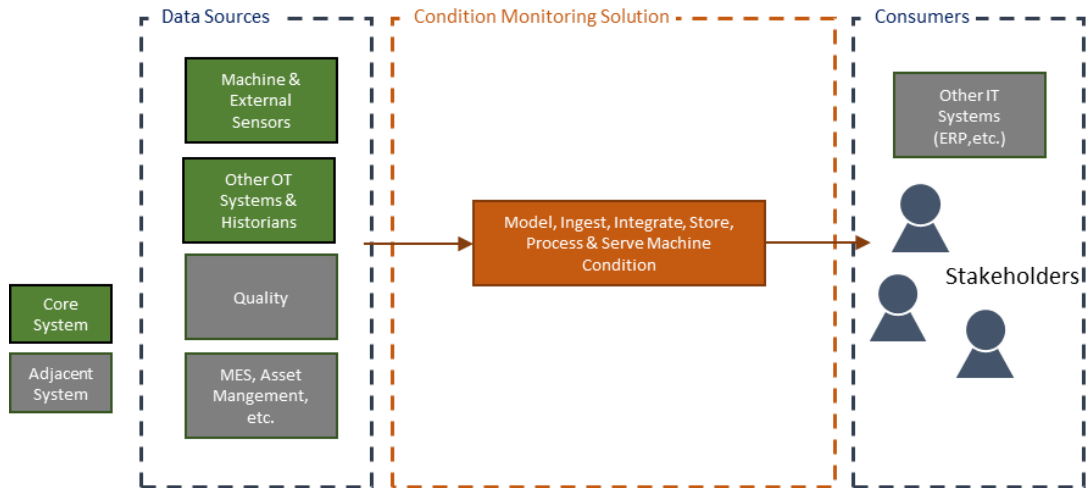 Data Sources
Condition Monitoring Solution
Consumers
Machine &
External
Sensors
Other OT
Systems &
Historians
Quality
MES, Asset
Mangement,
etc.
Core
System
Adjacent
System
Model, Ingest, Integrate, Store,
Process & Serve Machine
Condition
Other IT
Systems
(ERP,etc.)
Stakeholders